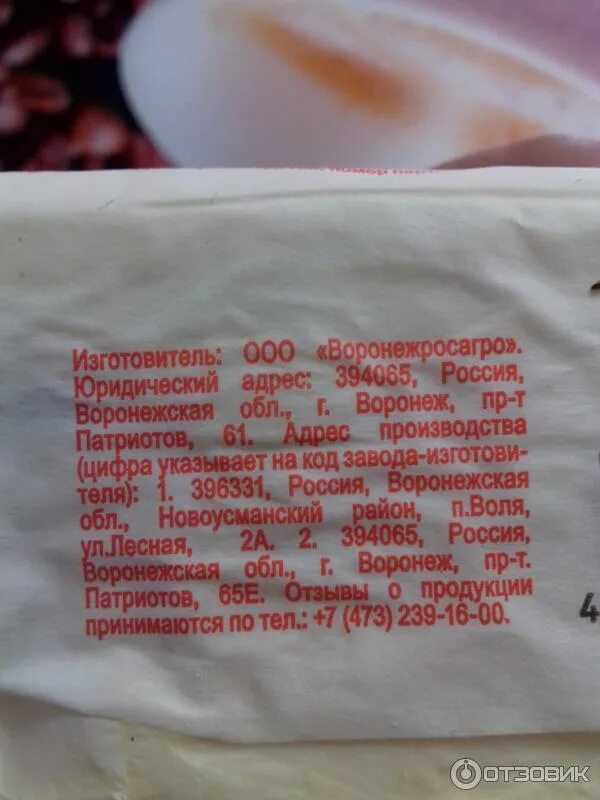 Изготовитель: ООО «Воронежросагро».
Юридический адрес: 394065, Россия,
Воронежская обл., г. Воронеж, пр-т
Патриотов, 61. Адрес производства
(цифра указывает на код завода-изготови-
теля): 1. 396331, Россия, Воронежская
обл., Новоусманский район, п.Воля,
ул.Лесная, 2А. 2. 394065, Россия,
Воронежская обл., г. Воронеж, пр-т.
Патриотов, 65Е. Отзывы о продукции
принимаются по тел.: +7 (473) 239-16-00.
4
ОТЗОВИК